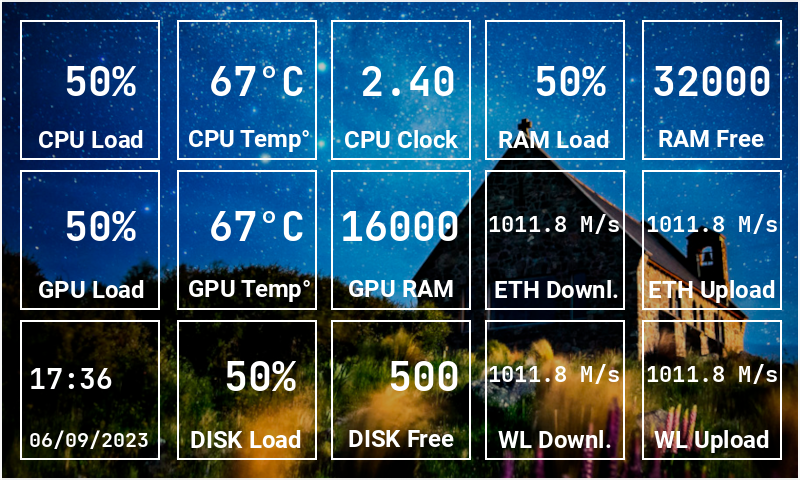 50%
CPU Load
67°C
CPU Temp°
2.40
CPU Clock
50%
RAM Load
32000
RAM Free
50%
GPU Load
67°C
GPU Temp°
16000
GPU RAM
1011.8 M/s
ETH Downl.
1011.8 M/s
ETH Upload
17:36
06/09/2023
50%
DISK Load
500
DISK Free
1011.8 M/s
WL Downl.
1011.8 M/s
WL Upload